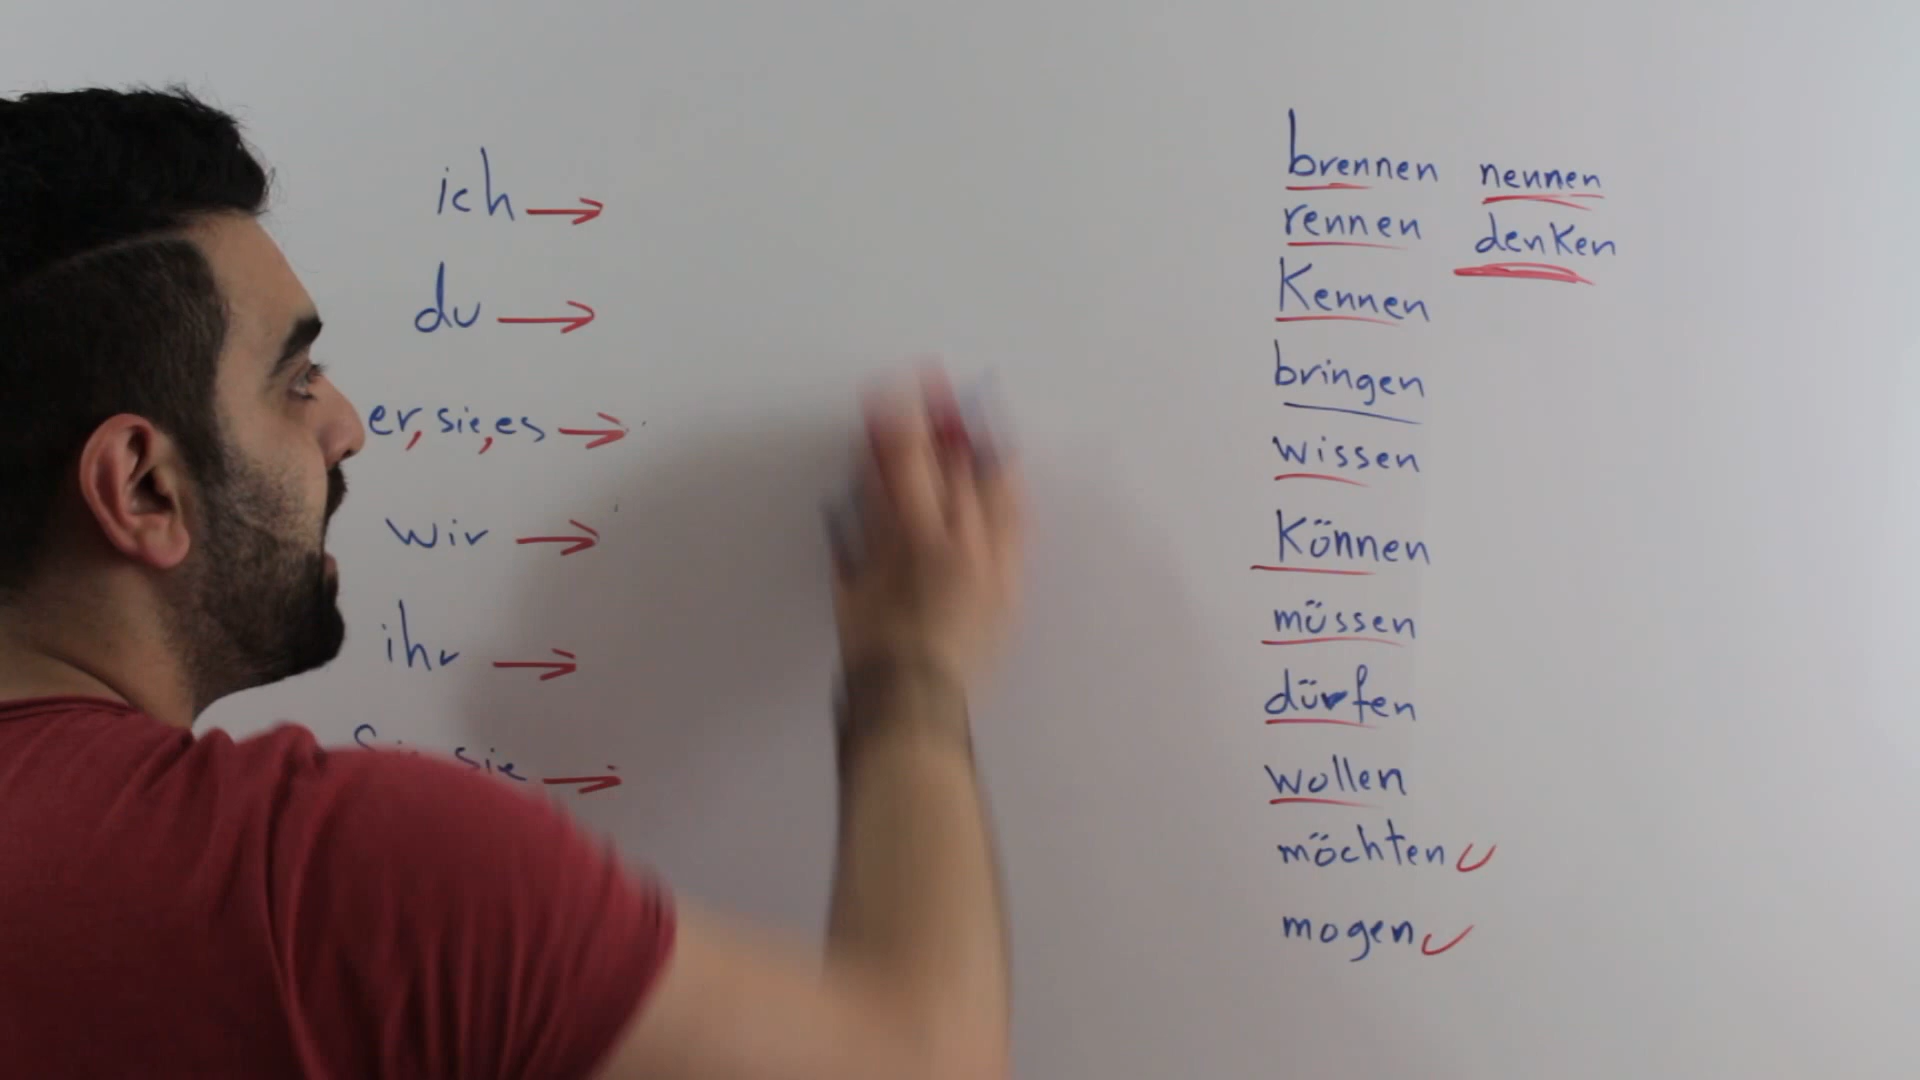 ich →
du →
er, sie, es →
wir →
ihr →
Sie, sie →
brennen nennen
rennen denken
Kennen
bringen
wissen
Können
müssen
dürfen
wollen
möchten
mogen